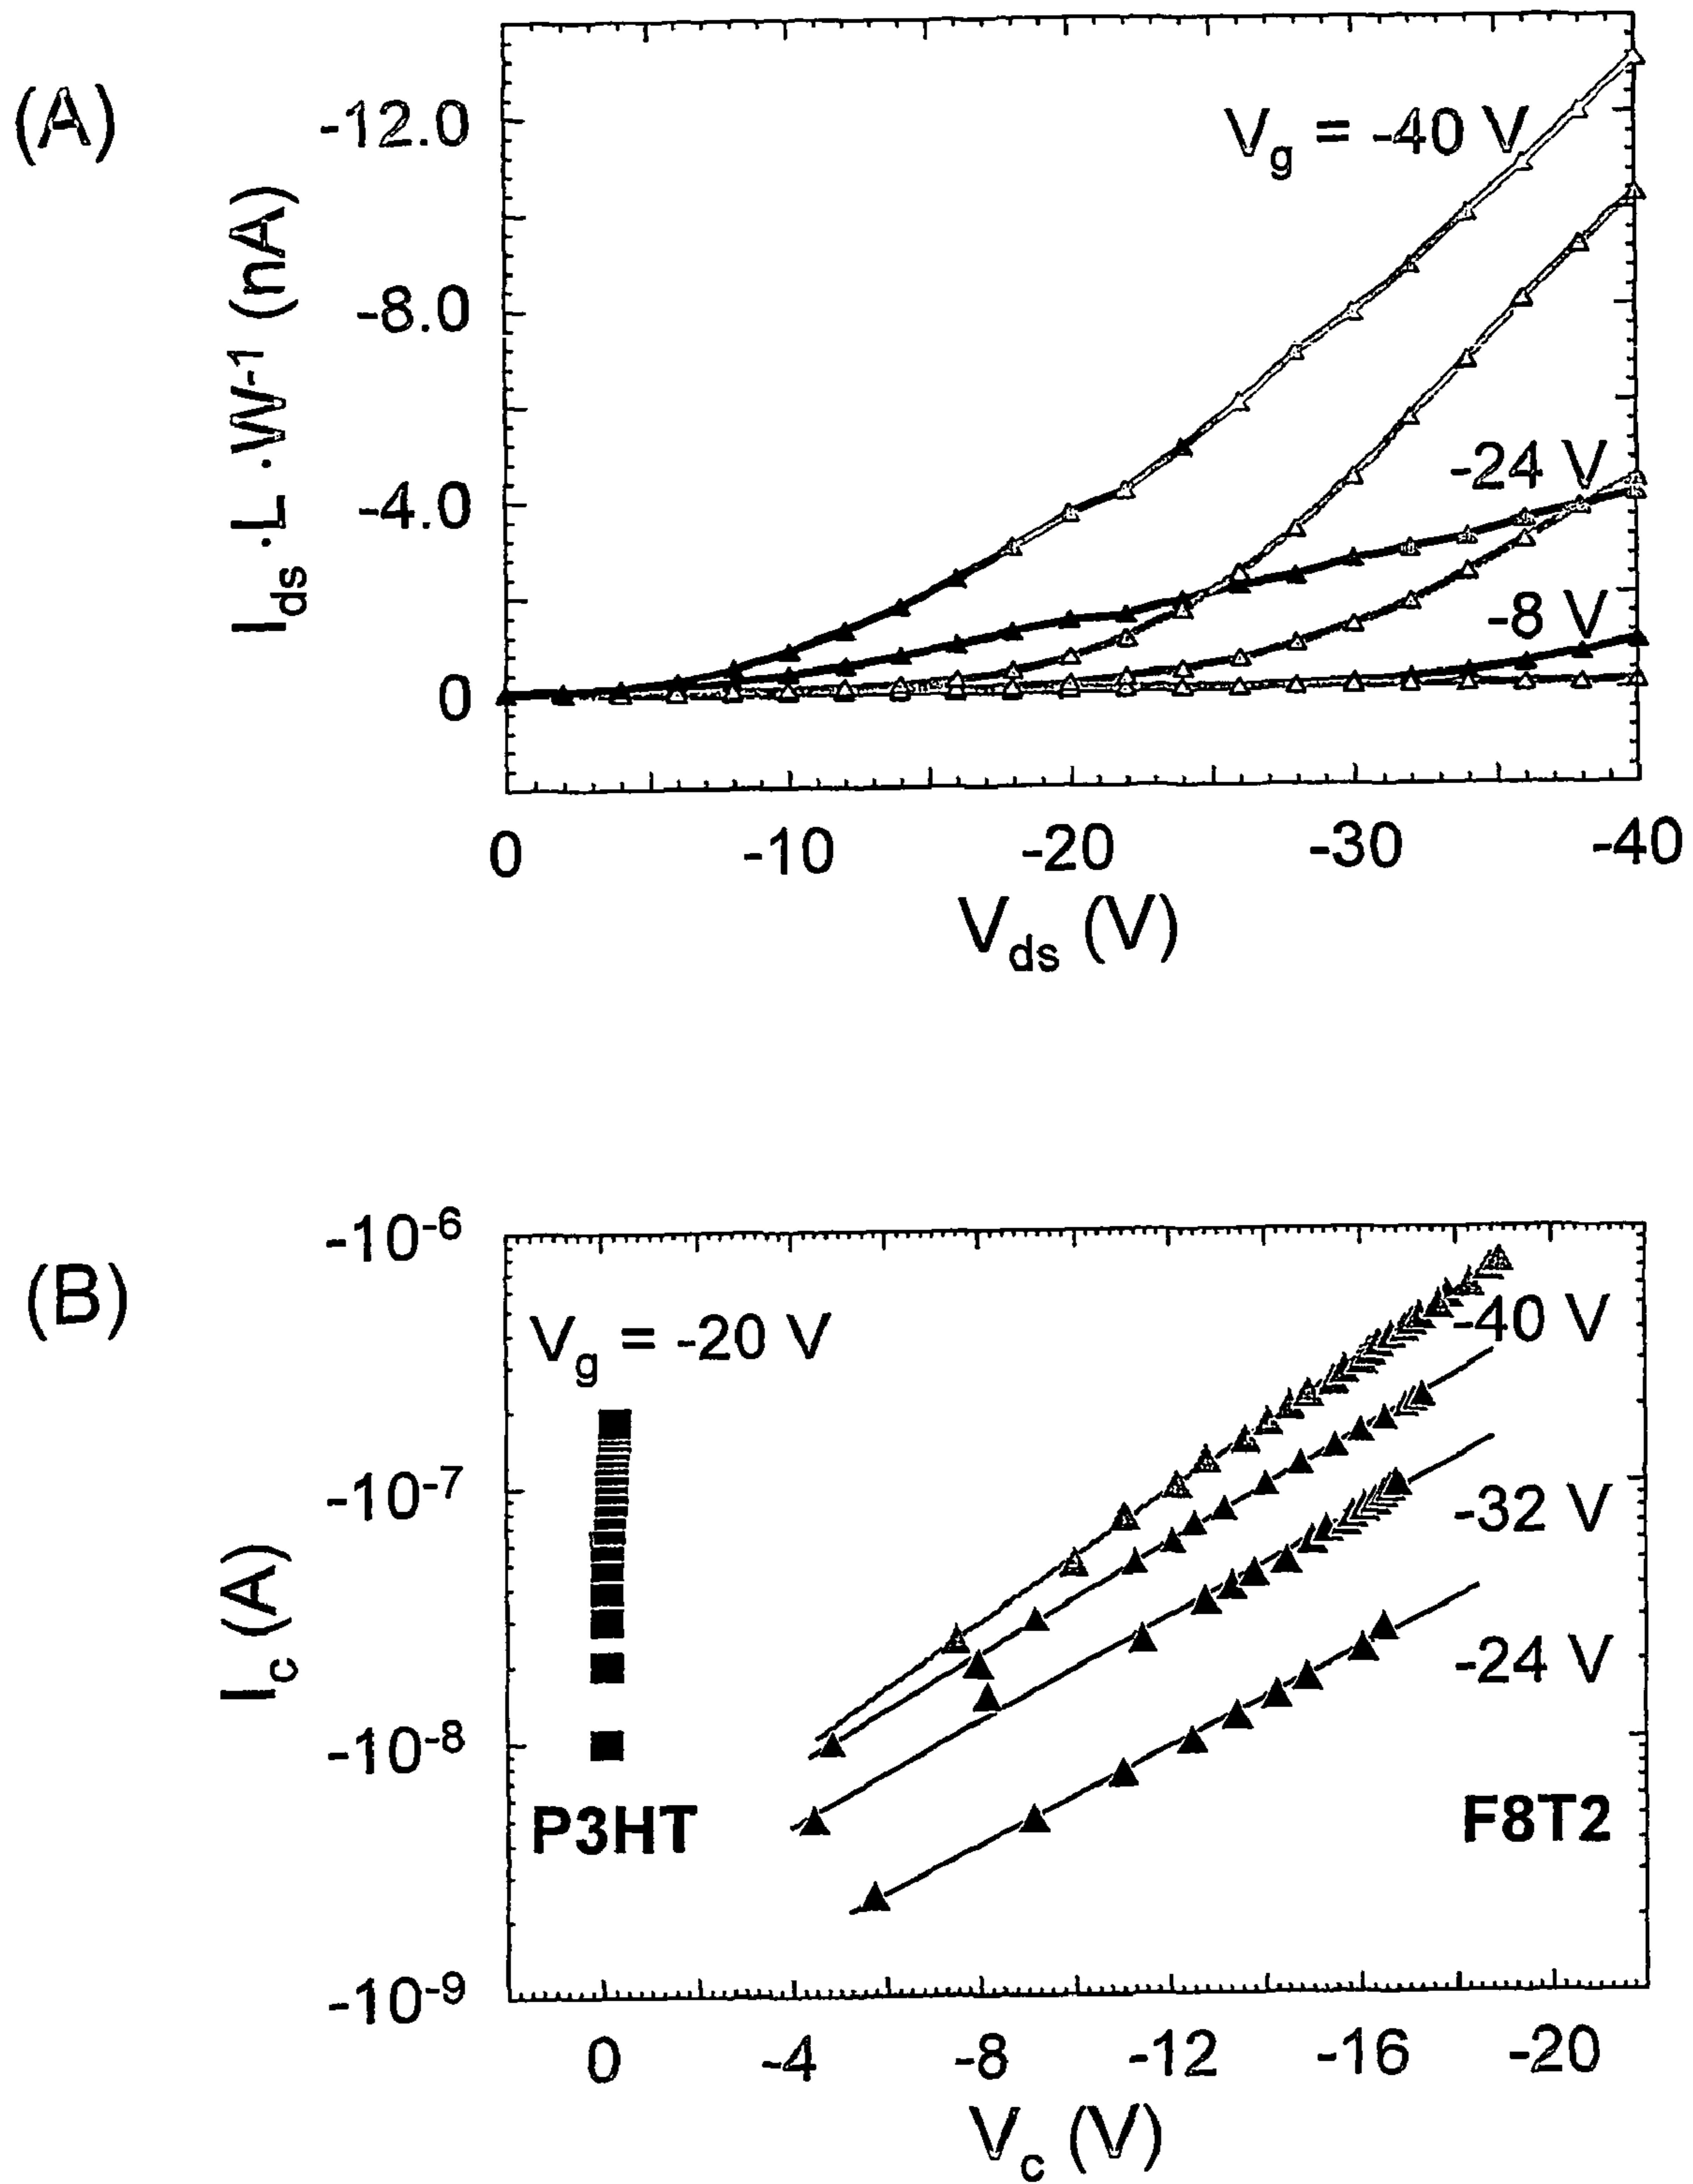 (A)
-12.0
-8.0
-4.0
0
I_ds ·L ·W⁻¹ (nA)
V_g = -40 V
-24 V
-8 V
0 -10 -20 -30 -40
V_ds (V)
(B)
-10⁻⁶
-10⁻⁷
-10⁻⁸
-10⁻⁹
I_c (A)
V_g = -20 V
-40 V
-32 V
-24 V
P3HT
F8T2
0 -4 -8 -12 -16 -20
V_c (V)